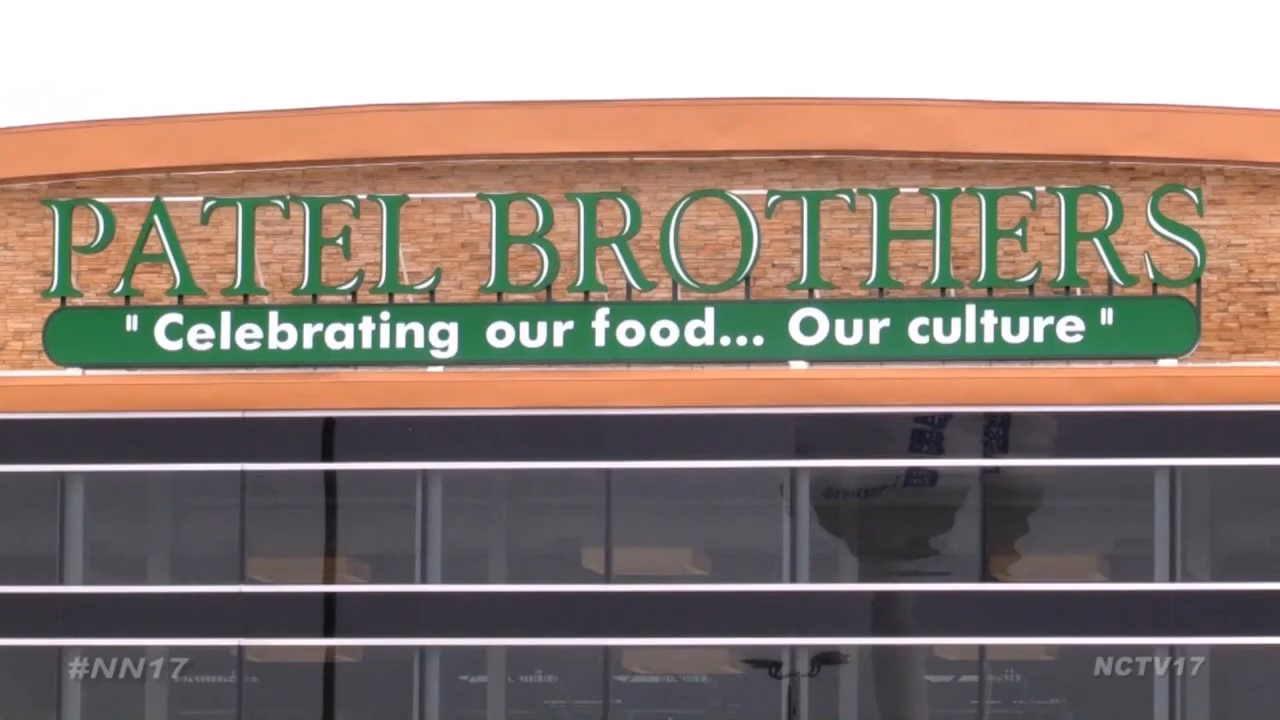 PATEL BROTHERS
" Celebrating our food... Our culture "
#NN17
NCTV17